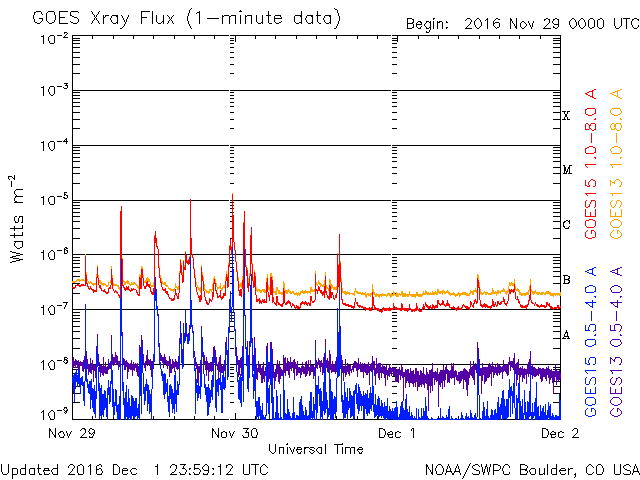 GOES Xray Flux (1-minute data)
Begin: 2016 Nov 29 0000 UTC
Watts m-2
10-2
10-3
10-4
10-5
10-6
10-7
10-8
10-9
X
M
C
B
A
GOES15 1.0-8.0 A
GOES13 1.0-8.0 A
GOES15 0.5-4.0 A
GOES13 0.5-4.0 A
Nov 29
Nov 30
Dec 1
Dec 2
Universal Time
Updated 2016 Dec 1 23:59:12 UTC
NOAA/SWPC Boulder, CO USA